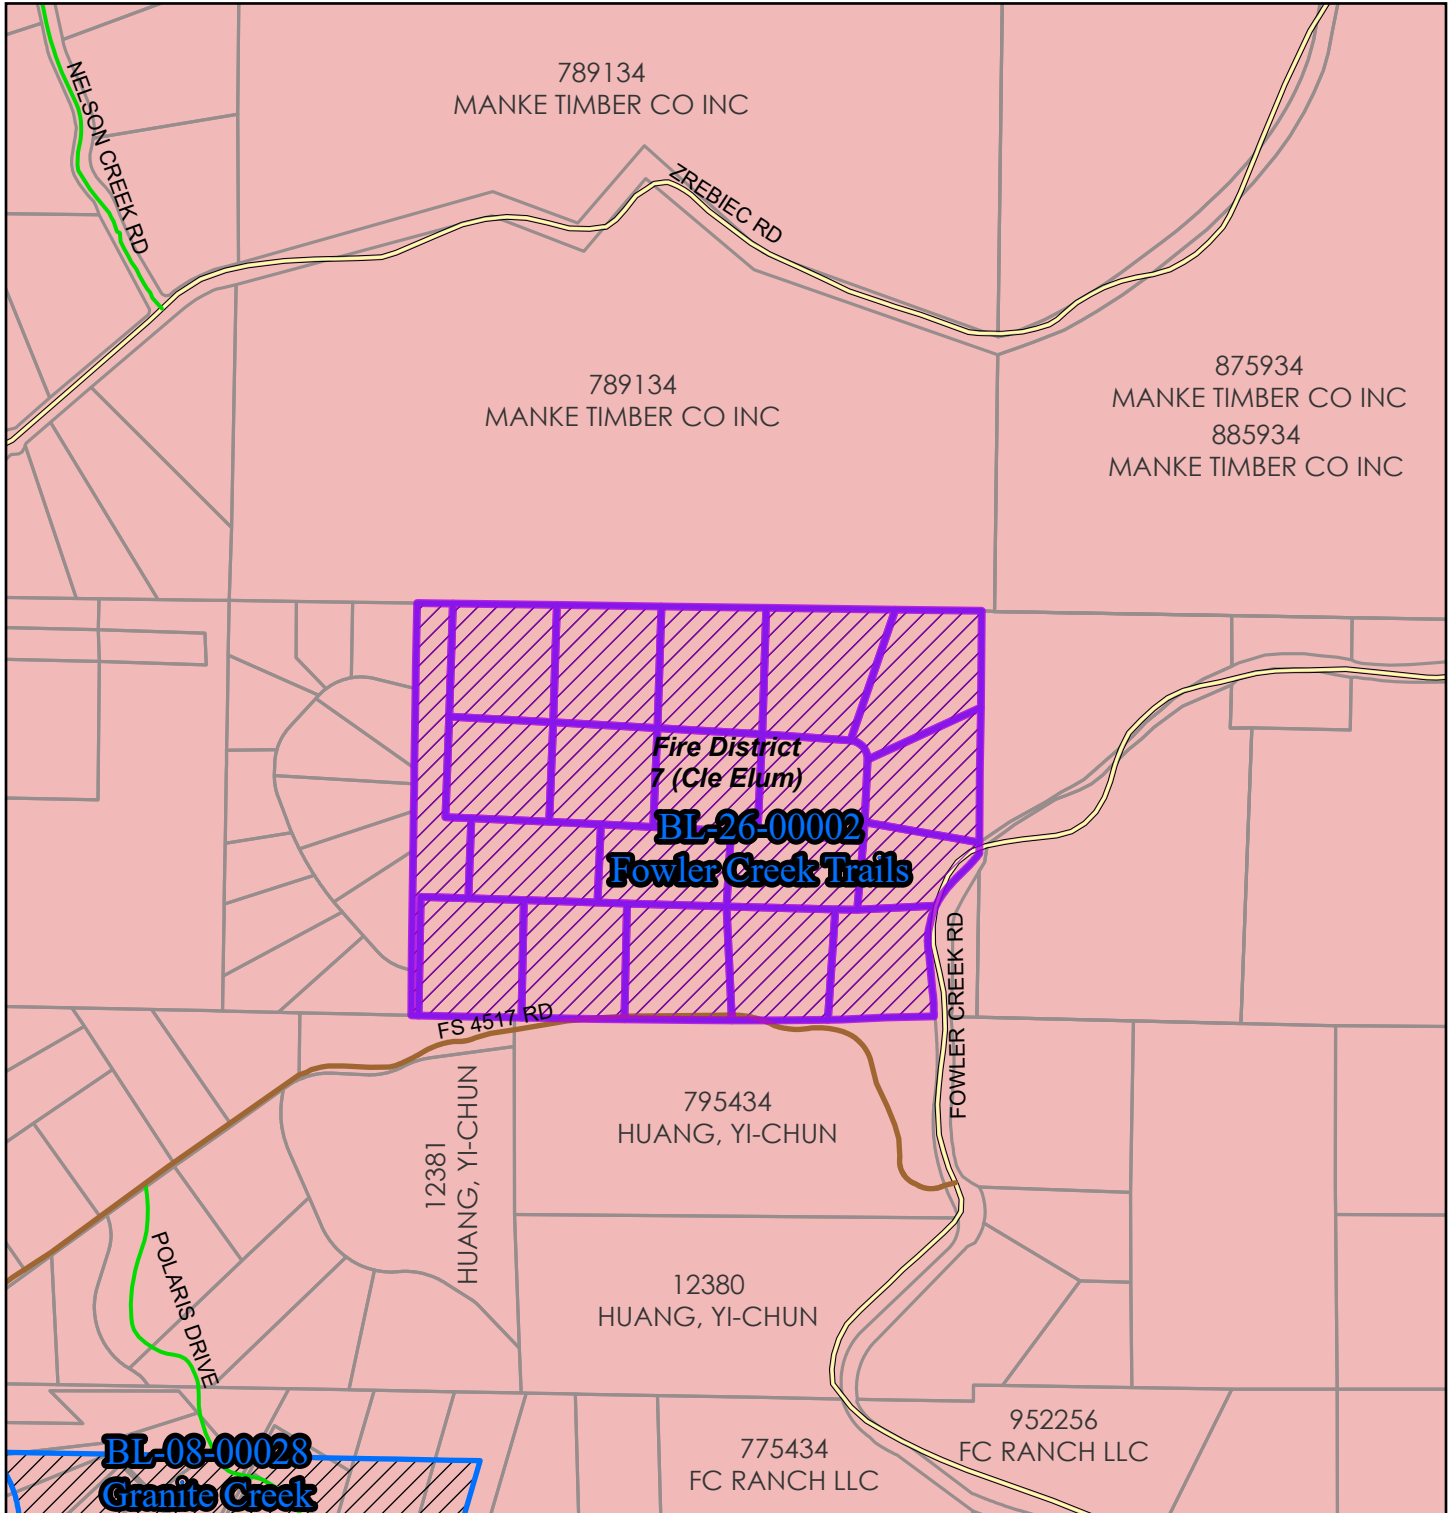 789134
MANKE TIMBER CO INC
NELSON CREEK RD
ZREBIEC RD
789134
MANKE TIMBER CO INC
875934
MANKE TIMBER CO INC
885934
MANKE TIMBER CO INC
Fire District
7 (Cle Elum)
BL-26-00002
Fowler Creek Trails
FOWLER CREEK RD
FS 4517 RD
12381
HUANG, YI-CHUN
795434
HUANG, YI-CHUN
POLARIS DRIVE
12380
HUANG, YI-CHUN
952256
FC RANCH LLC
775434
FC RANCH LLC
BL-08-00028
Granite Creek